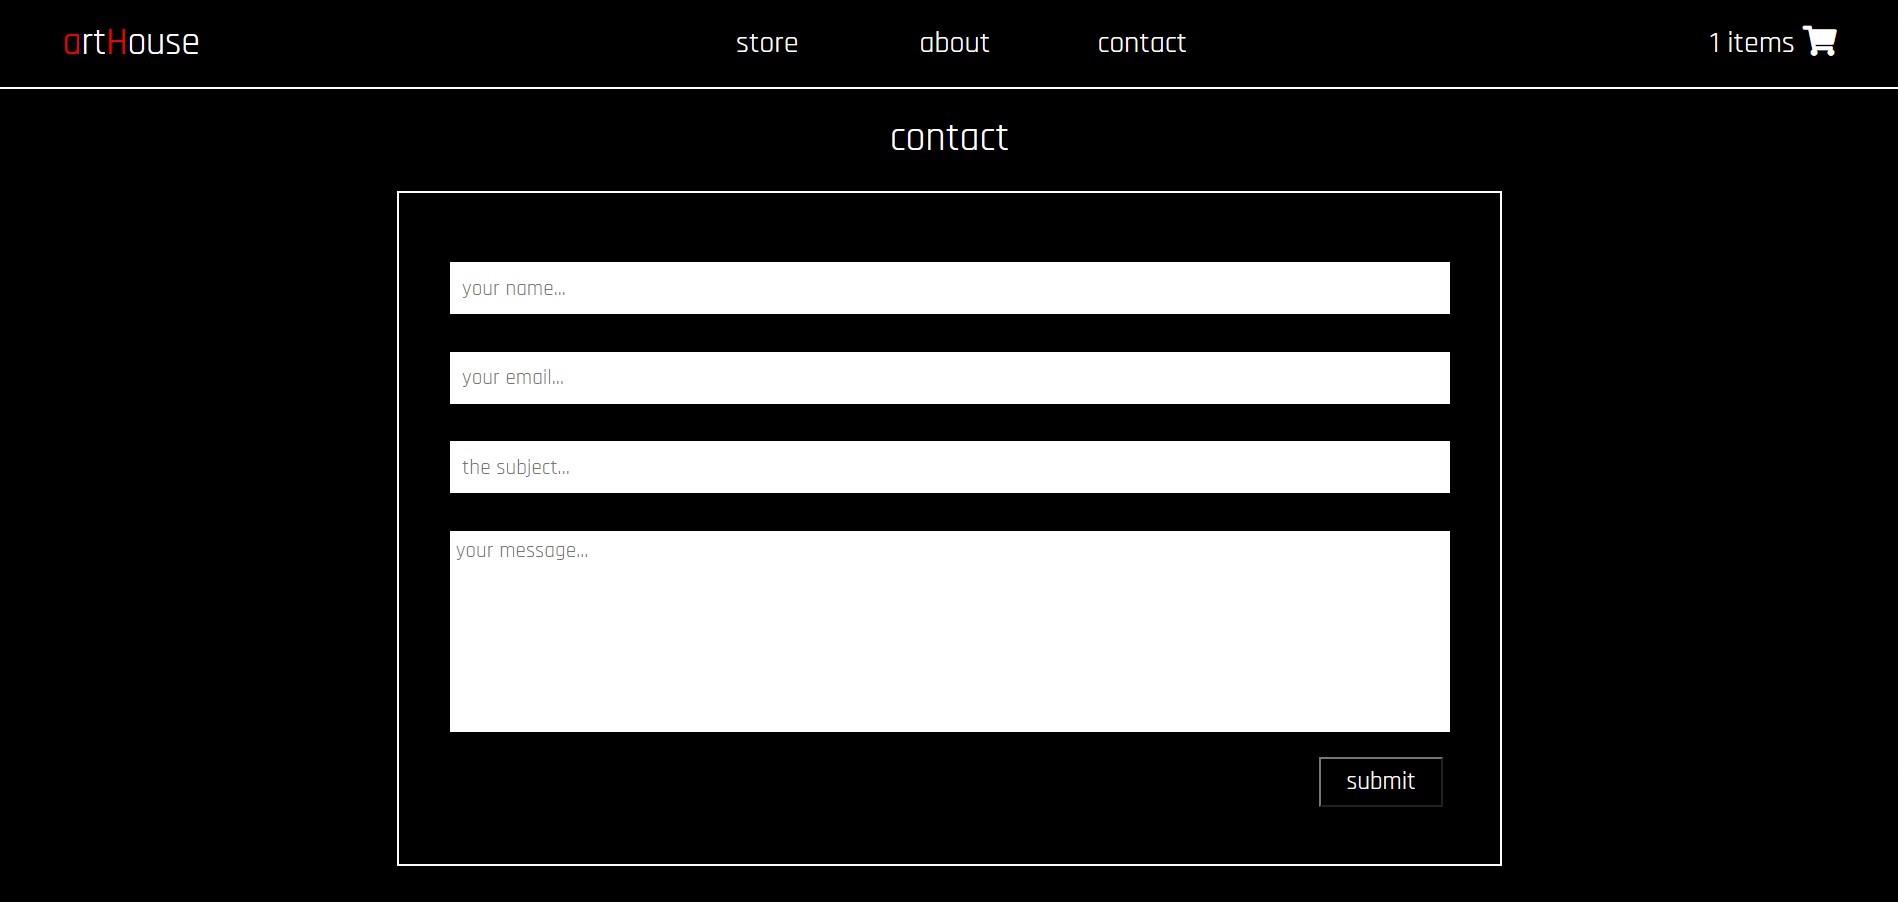 artHouse store about contact 1 items
contact
your name...
your email...
the subject...
your message...
submit